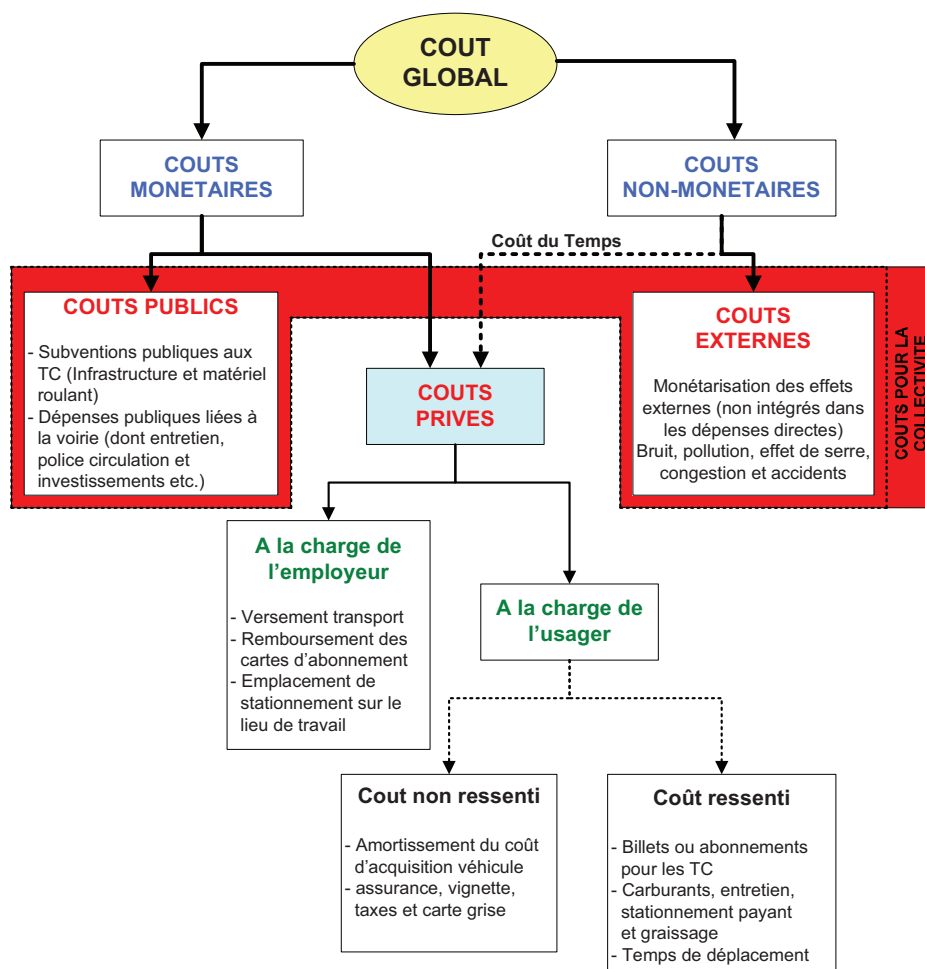 COUT
GLOBAL
COUTS
MONETAIRES
COUTS
NON-MONETAIRES
Coût du Temps
COUTS PUBLICS
- Subventions publiques aux
TC (Infrastructure et matériel
roulant)
- Dépenses publiques liées à
la voirie (dont entretien,
police circulation et
investissements etc.)
COUTS
PRIVES
COUTS
EXTERNES
Monétarisation des effets
externes (non intégrés dans
les dépenses directes)
Bruit, pollution, effet de serre,
congestion et accidents
COUTS POUR LA
COLLECTIVITE
A la charge de
l'employeur
- Versement transport
- Remboursement des
cartes d'abonnement
- Emplacement de
stationnement sur le
lieu de travail
A la charge de
l'usager
Cout non ressenti
- Amortissement du coût
d'acquisition véhicule
- assurance, vignette,
taxes et carte grise
Coût ressenti
- Billets ou abonnements
pour les TC
- Carburants, entretien,
stationnement payant
et graissage
- Temps de déplacement